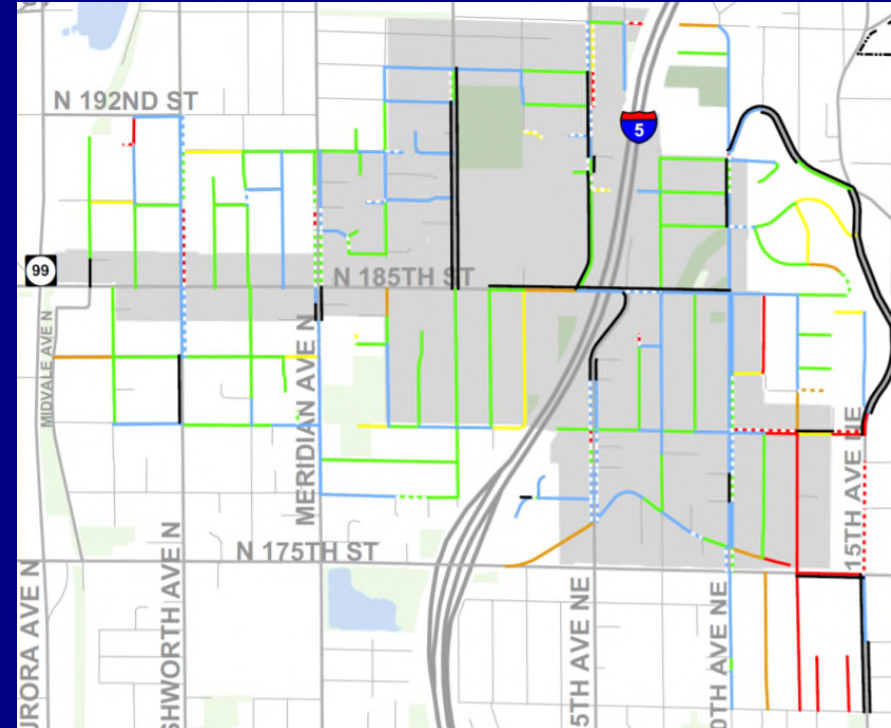 N 192ND ST
5
99
N 185TH ST
MIDVALE AVE N
MERIDIAN AVE N
15TH AVE NE
N 175TH ST
URORA AVE N
SHWORTH AVE N
5TH AVE NE
0TH AVE NE